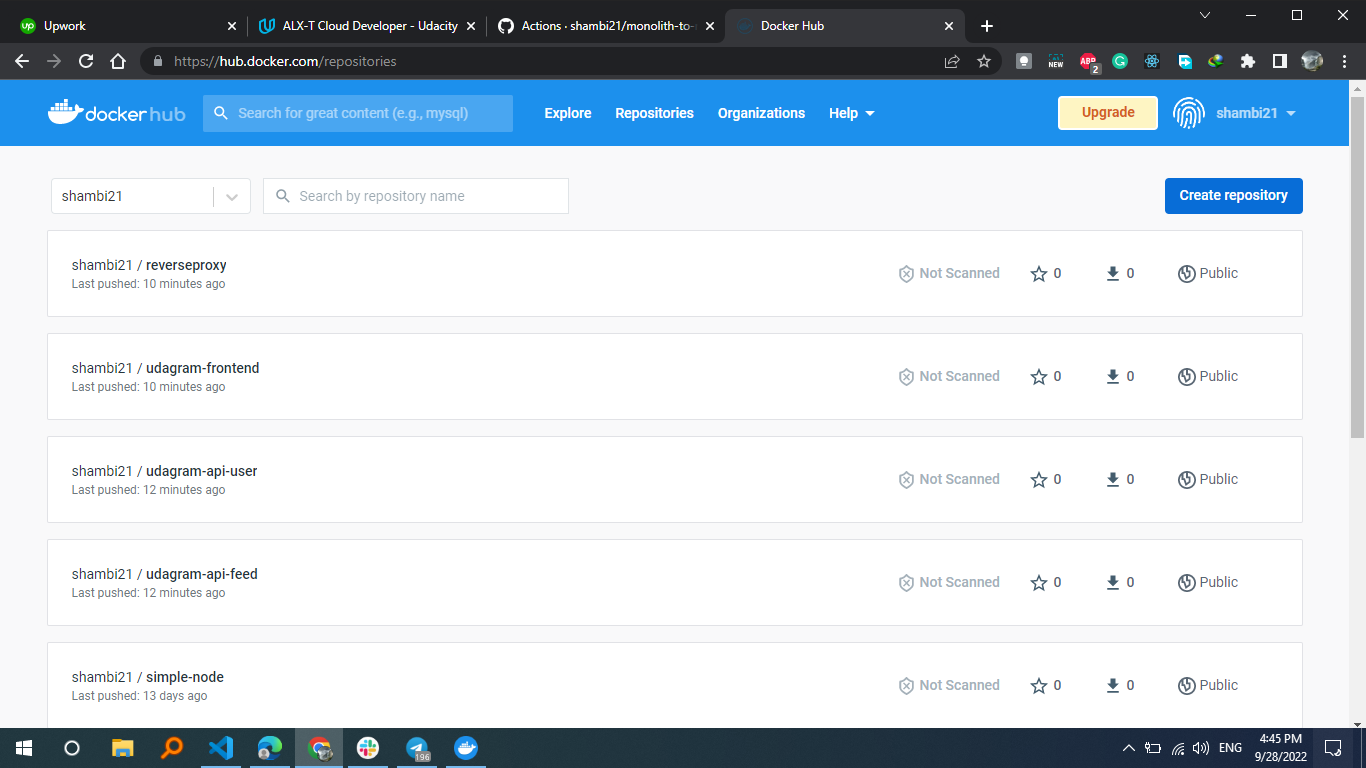 Upwork
ALX-T Cloud Developer - Udacity
Actions · shambi21/monolith-to-
Docker Hub
https://hub.docker.com/repositories
NEW
ABP
2
docker hub
Search for great content (e.g., mysql)
Explore
Repositories
Organizations
Help
Upgrade
shambi21
shambi21
Search by repository name
Create repository
shambi21 / reverseproxy
Last pushed: 10 minutes ago
Not Scanned
0
0
Public
shambi21 / udagram-frontend
Last pushed: 10 minutes ago
Not Scanned
0
0
Public
shambi21 / udagram-api-user
Last pushed: 12 minutes ago
Not Scanned
0
0
Public
shambi21 / udagram-api-feed
Last pushed: 12 minutes ago
Not Scanned
0
0
Public
shambi21 / simple-node
Last pushed: 13 days ago
Not Scanned
0
0
Public
196
ENG
4:45 PM
9/28/2022